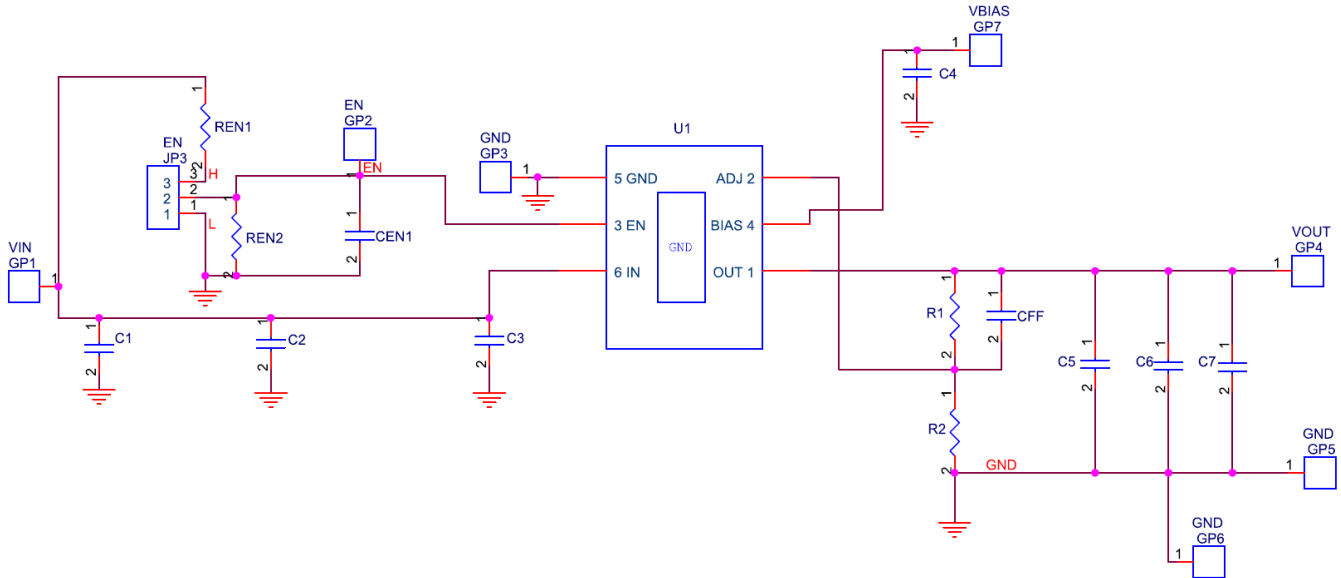 VBIAS
GP7
1
1
C4
2
1
REN1
2
EN
JP3
3
3
H
2
2
1
1
L
EN
GP2
1
EN
1
REN2
2
1
CEN1
2
GND
GP3
1
U1
5 GND
ADJ 2
3 EN
GND
BIAS 4
6 IN
OUT 1
VIN
GP1
1
1
C1
2
1
C2
2
1
C3
2
VOUT
GP4
1
1
R1
2
1
CFF
2
1
C5
2
1
C6
2
1
C7
2
1
R2
2
GND
GND
GP5
1
GND
GP6
1